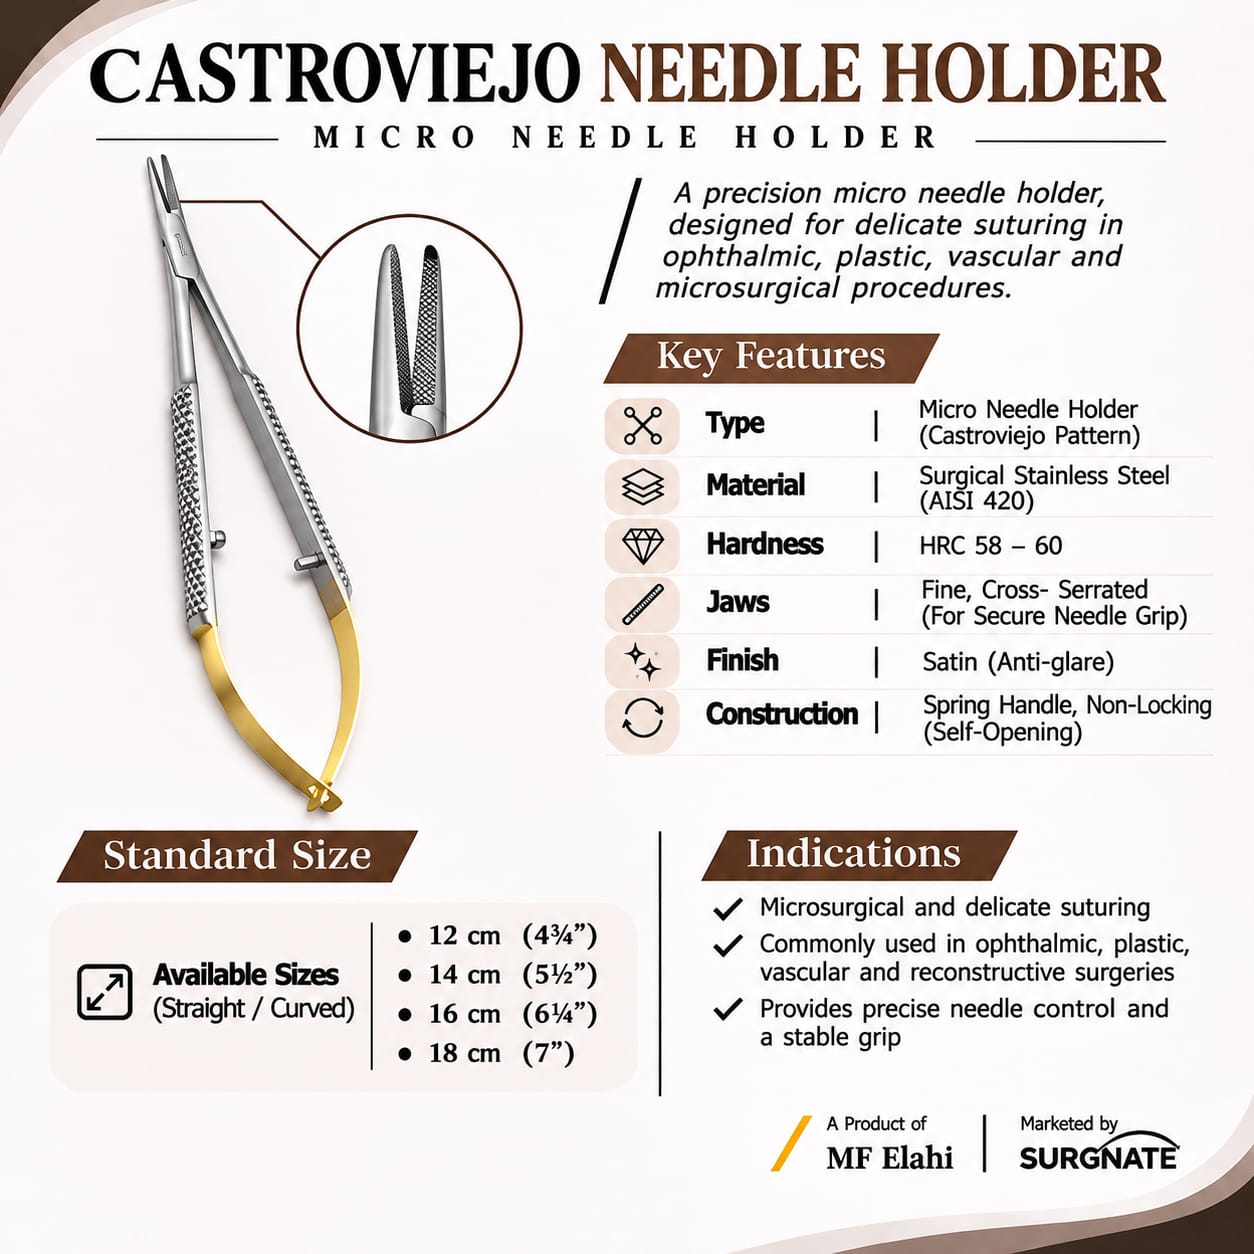 CASTROVIEJO NEEDLE HOLDER
MICRO NEEDLE HOLDER
A precision micro needle holder,
designed for delicate suturing in
ophthalmic, plastic, vascular and
microsurgical procedures.
Key Features
Type | Micro Needle Holder
(Castroviejo Pattern)
Material | Surgical Stainless Steel
(AISI 420)
Hardness | HRC 58 – 60
Jaws | Fine, Cross- Serrated
(For Secure Needle Grip)
Finish | Satin (Anti-glare)
Construction | Spring Handle, Non-Locking
(Self-Opening)
Standard Size
Available Sizes
(Straight / Curved)
• 12 cm (4¾”)
• 14 cm (5½”)
• 16 cm (6¼”)
• 18 cm (7”)
Indications
Microsurgical and delicate suturing
Commonly used in ophthalmic, plastic,
vascular and reconstructive surgeries
Provides precise needle control and
a stable grip
A Product of
MF Elahi
Marketed by
SURGNATE